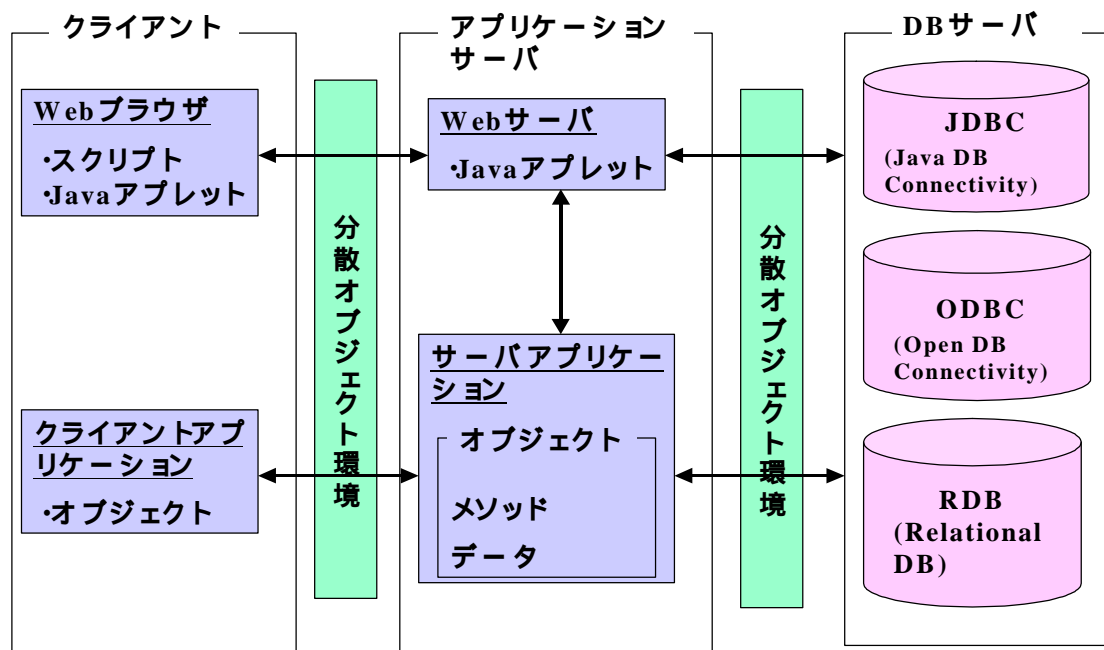 クライアント
Webブラウザ
・スクリプト
・Javaアプレット
クライアントアプ
リケーション
・オブジェクト
分散オブジェクト環境
アプリケーション
サーバ
Webサーバ
・Javaアプレット
サーバアプリケー
ション
オブジェクト
メソッド
データ
分散オブジェクト環境
DBサーバ
JDBC
(Java DB
Connectivity)
ODBC
(Open DB
Connectivity)
RDB
(Relational
DB)